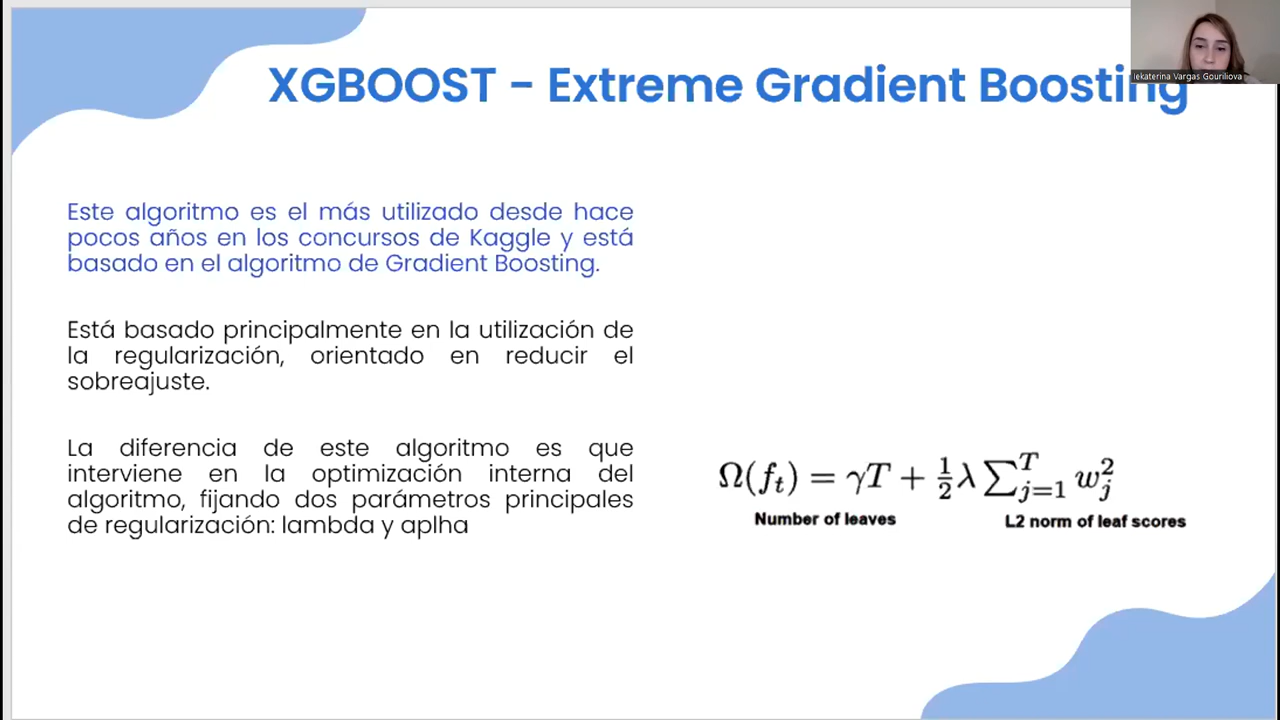 XGBOOST - Extreme Gradient Boosting
Iekaterina Vargas Gouriliova
Este algoritmo es el más utilizado desde hace
pocos años en los concursos de Kaggle y está
basado en el algoritmo de Gradient Boosting.
Está basado principalmente en la utilización de
la regularización, orientado en reducir el
sobreajuste.
La diferencia de este algoritmo es que
interviene en la optimización interna del
algoritmo, fijando dos parámetros principales
de regularización: lambda y aplha
Ω(f_t) = γT + 1/2 λ ∑_{j=1}^T w_j^2
Number of leaves
L2 norm of leaf scores